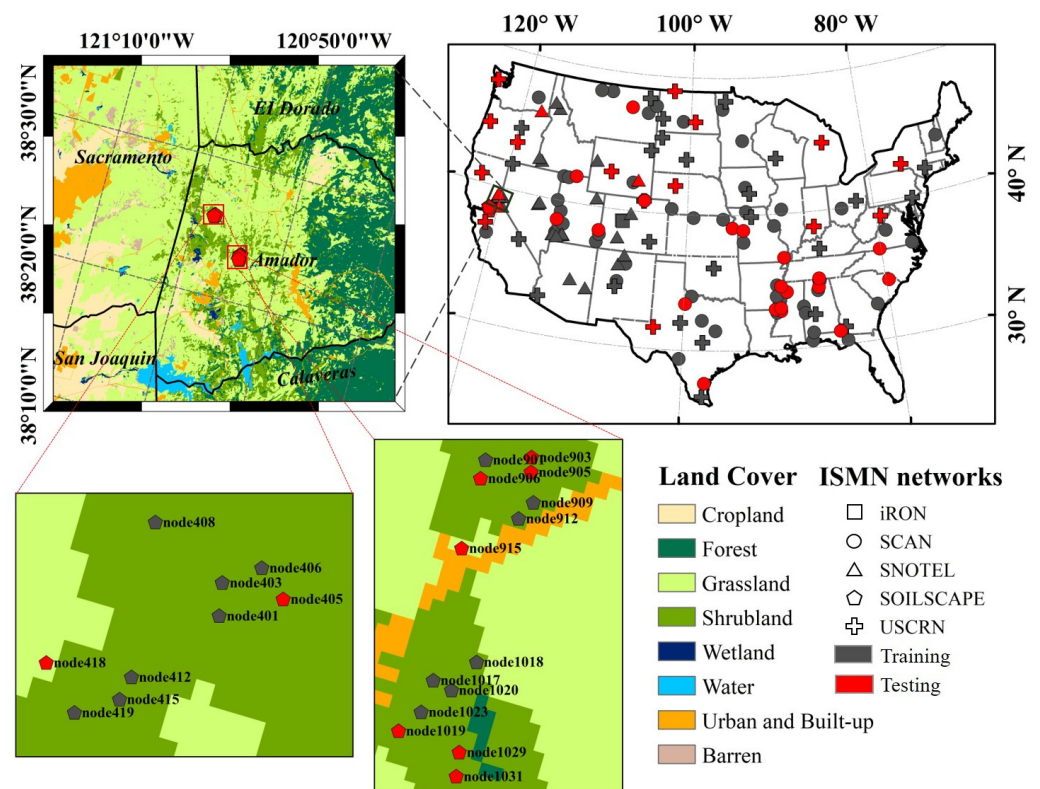 121°10'0"W
120°50'0"W
120° W
100° W
80° W
38°30'0"N
38°20'0"N
38°10'0"N
El Dorado
Sacramento
Amador
San Joaquin
Calaveras
40° N
30° N
node408
node406
node403
node405
node401
node418
node412
node415
node419
node901
node903
node905
node906
node909
node912
node915
node1018
node1017
node1020
node1023
node1019
node1029
node1031
Land Cover
Cropland
Forest
Grassland
Shrubland
Wetland
Water
Urban and Built-up
Barren
ISMN networks
iRON
SCAN
SNOTEL
SOILSCAPE
USCRN
Training
Testing